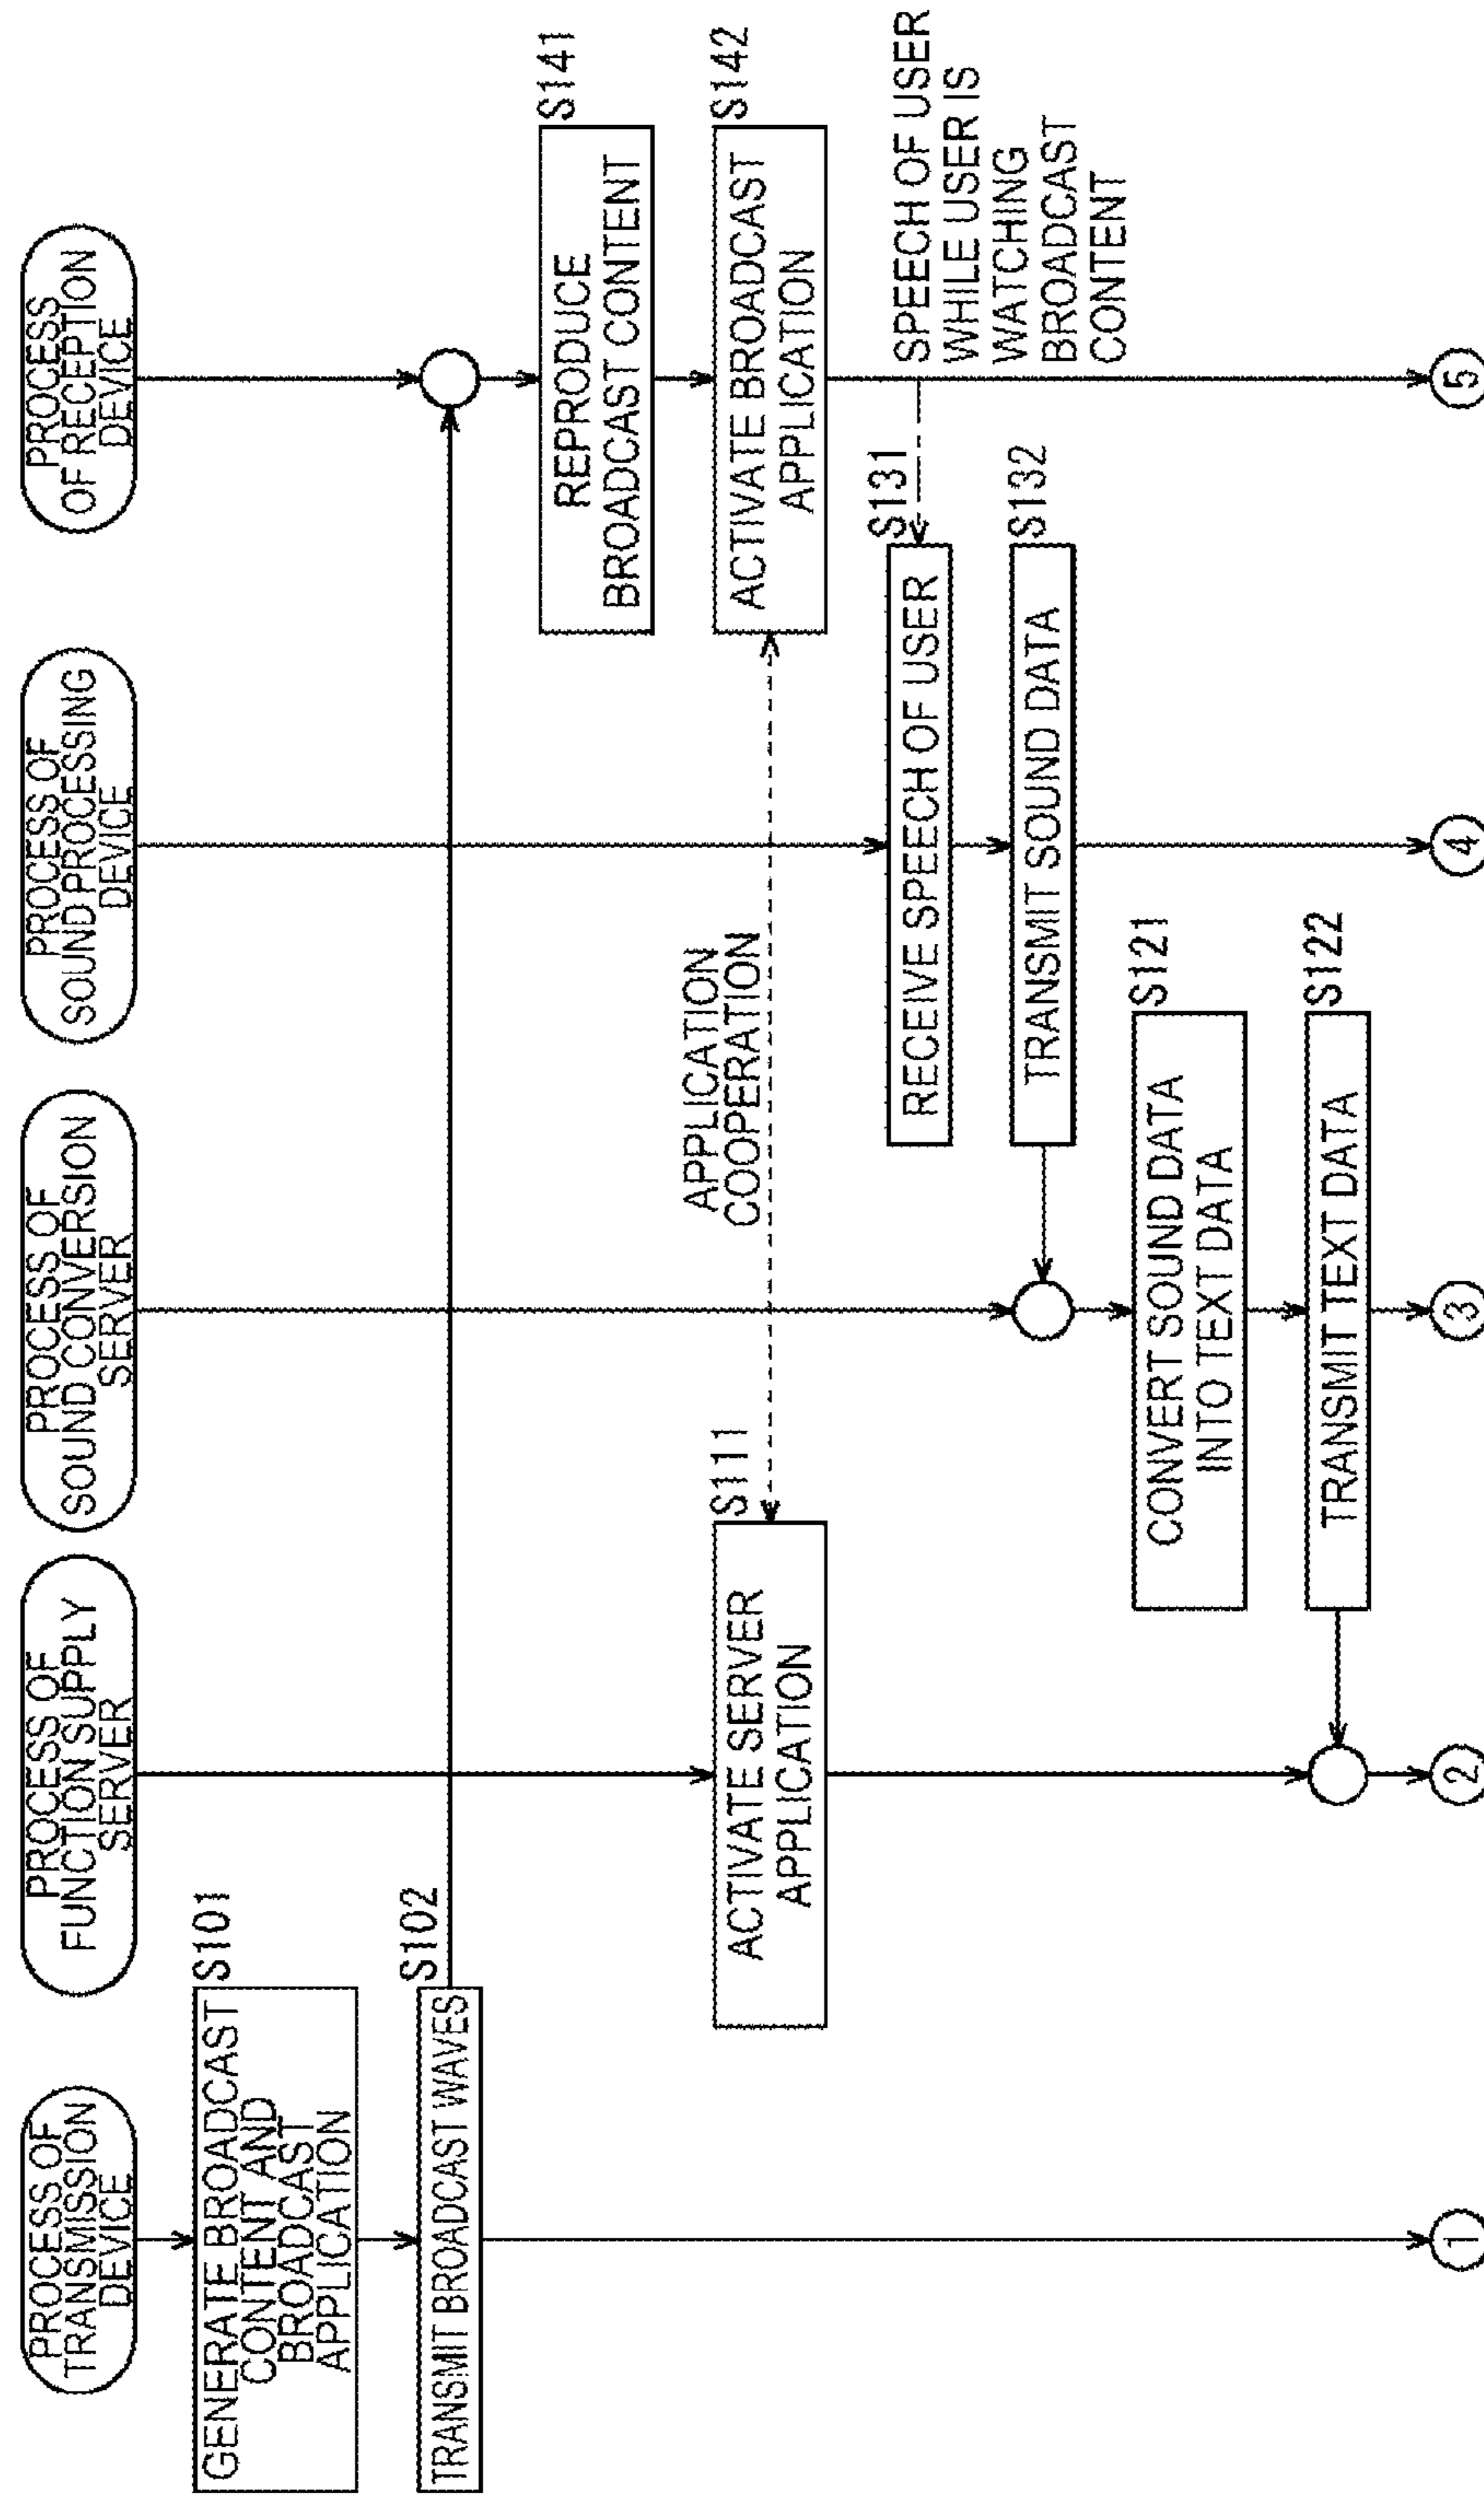 PROCESS OF
TRANSMISSION
DEVICE
PROCESS OF
FUNCTION SUPPLY
SERVER
PROCESS OF
SOUND CONVERSION
SERVER
PROCESS OF
SOUND PROCESSING
DEVICE
PROCESS
OF RECEPTION
DEVICE
S101
GENERATE BROADCAST
CONTENT AND
BROADCAST
APPLICATION
S102
TRANSMIT BROADCAST WAVES
S141
REPRODUCE
BROADCAST CONTENT
S111
ACTIVATE SERVER
APPLICATION
APPLICATION
COOPERATION
S142
ACTIVATE BROADCAST
APPLICATION
SPEECH OF USER
WHILE USER IS
WATCHING
BROADCAST
CONTENT
S131
RECEIVE SPEECH OF USER
S132
TRANSMIT SOUND DATA
S121
CONVERT SOUND DATA
INTO TEXT DATA
S122
TRANSMIT TEXT DATA
1
2
3
4
5